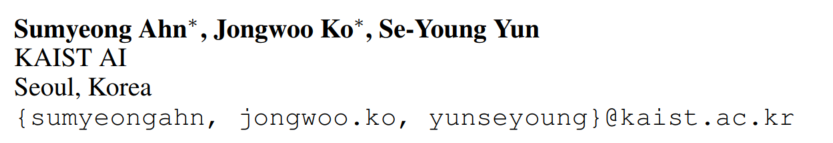 Sumyeong Ahn*, Jongwoo Ko*, Se-Young Yun
KAIST AI
Seoul, Korea
{sumyeongahn, jongwoo.ko, yunseyoung}@kaist.ac.kr